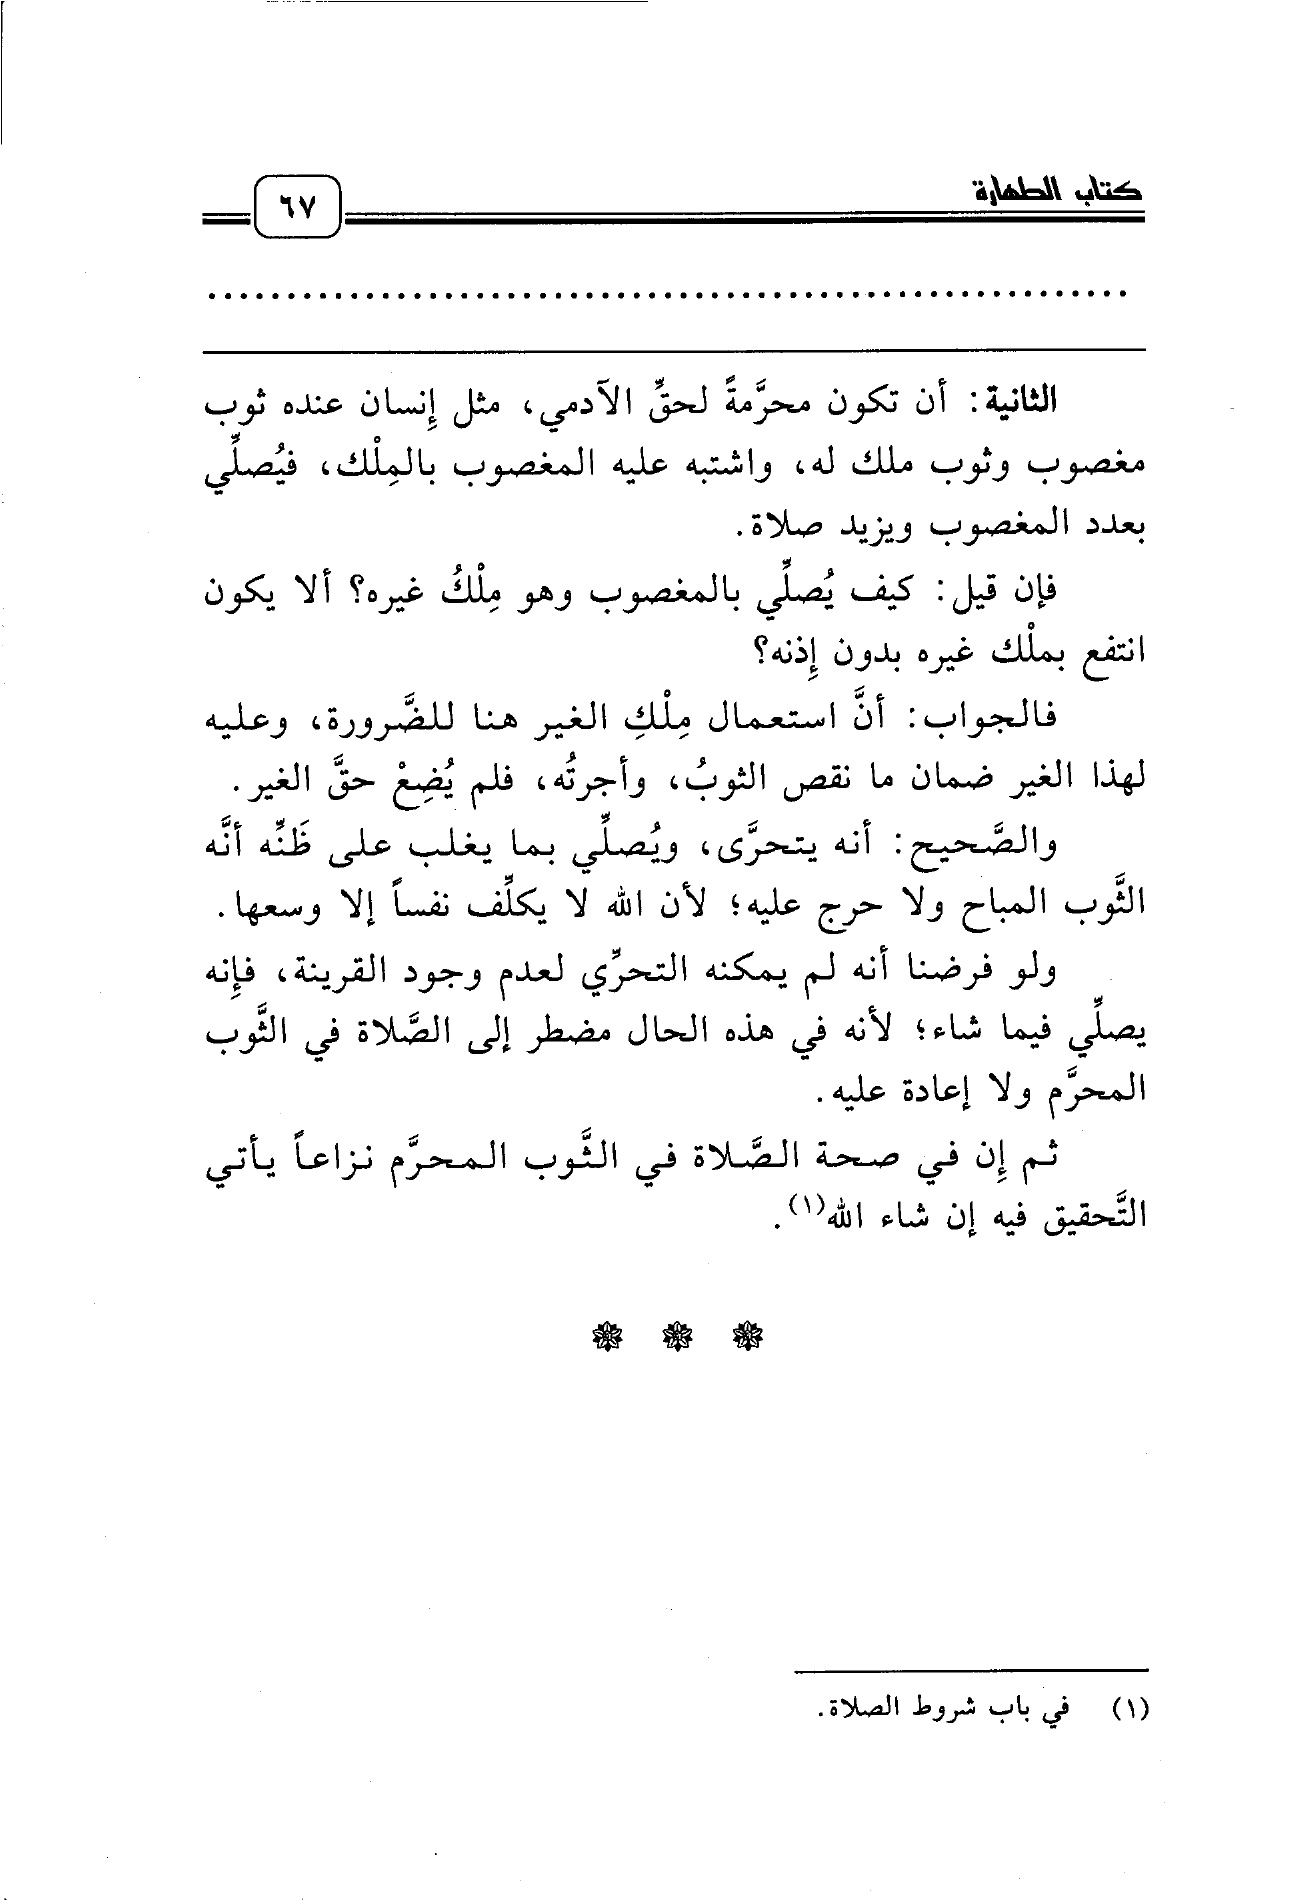 كتاب الطهارة
٦٧
................................................................
الثانية: أن تكون محرَّمةً لحقِّ الآدمي، مثل إِنسان عنده ثوب
مغصوب وثوب ملك له، واشتبه عليه المغصوب بالمِلْك، فيُصلِّي
بعدد المغصوب ويزيد صلاة.
فإن قيل: كيف يُصلِّي بالمغصوب وهو مِلْكُ غيره؟ ألا يكون
انتفع بملْك غيره بدون إِذنه؟
فالجواب: أنَّ استعمال مِلْكِ الغير هنا للضَّرورة، وعليه
لهذا الغير ضمان ما نقص الثوبُ، وأجرتُه، فلم يُضِعْ حقَّ الغير.
والصَّحيح: أنه يتحرَّى، ويُصلِّي بما يغلب على ظَنِّه أنَّه
الثَّوب المباح ولا حرج عليه؛ لأن الله لا يكلِّف نفساً إلا وسعها.
ولو فرضنا أنه لم يمكنه التحرِّي لعدم وجود القرينة، فإِنه
يصلِّي فيما شاء؛ لأنه في هذه الحال مضطر إلى الصَّلاة في الثَّوب
المحرَّم ولا إعادة عليه.
ثم إِن في صحة الصَّلاة في الثَّوب المحرَّم نزاعاً يأتي
التَّحقيق فيه إن شاء الله(١).
(١) في باب شروط الصلاة.